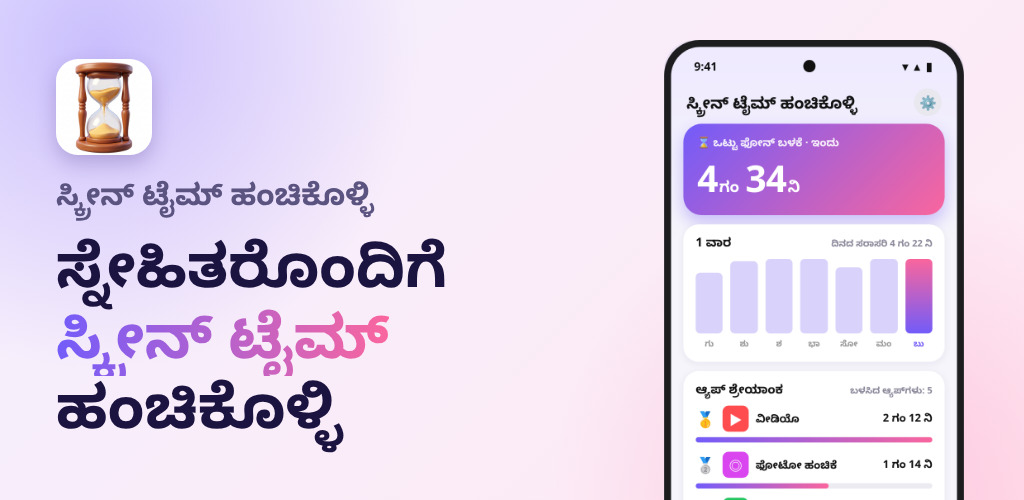 ಸ್ಕ್ರೀನ್ ಟೈಮ್ ಹಂಚಿಕೊಳ್ಳಿ
ಸ್ನೇಹಿತರೊಂದಿಗೆ
ಸ್ಕ್ರೀನ್ ಟೈಮ್
ಹಂಚಿಕೊಳ್ಳಿ
9:41
ಸ್ಕ್ರೀನ್ ಟೈಮ್ ಹಂಚಿಕೊಳ್ಳಿ
ಒಟ್ಟು ಫೋನ್ ಬಳಕೆ · ಇಂದು
4ಗಂ 34ನಿ
1 ವಾರ ದಿನದ ಸರಾಸರಿ 4 ಗಂ 22 ನಿ
ಗು ಶು ಶ ಭಾ ಸೋ ಮಂ ಬು
ಆ್ಯಪ್ ಶ್ರೇಯಾಂಕ ಬಳಸಿದ ಆ್ಯಪ್‌ಗಳು: 5
ವೀಡಿಯೊ 2 ಗಂ 12 ನಿ
ಫೋಟೋ ಹಂಚಿಕೆ 1 ಗಂ 14 ನಿ